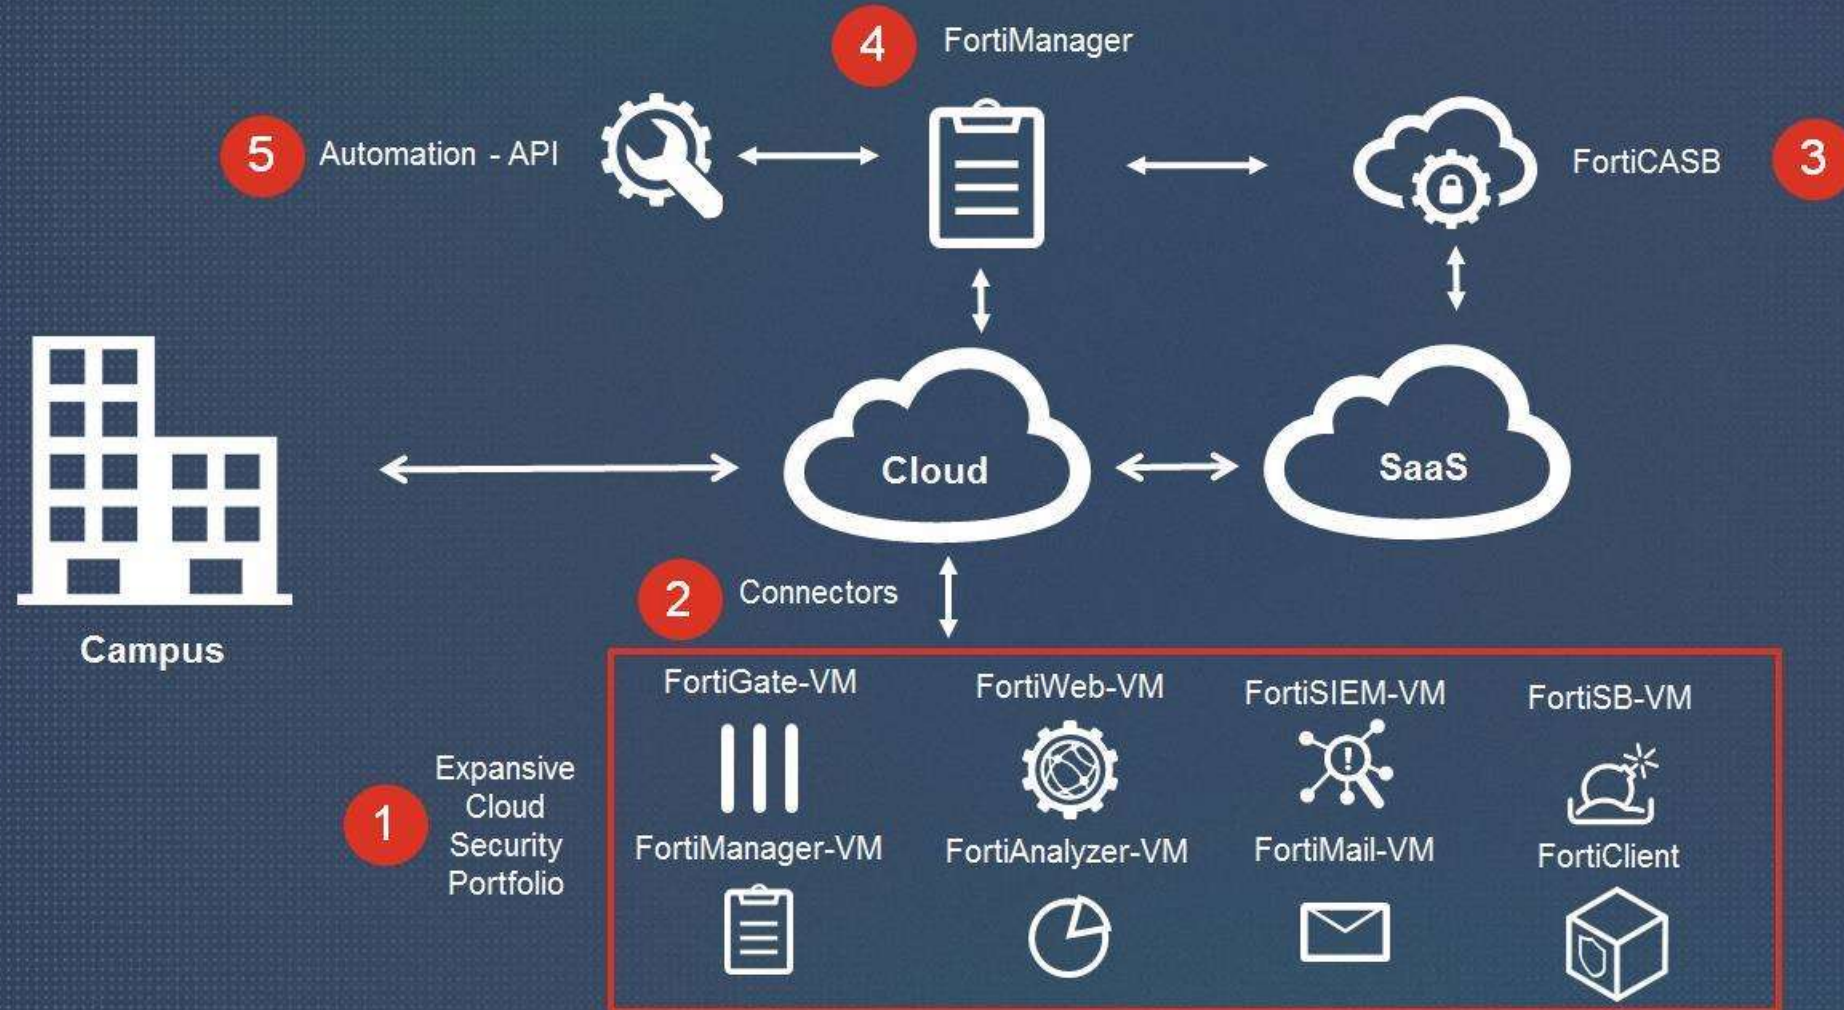 4 FortiManager
5 Automation - API
FortiCASB 3
Cloud
SaaS
Campus
2 Connectors
FortiGate-VM FortiWeb-VM FortiSIEM-VM FortiSB-VM
1
Expansive
Cloud
Security
Portfolio
FortiManager-VM FortiAnalyzer-VM FortiMail-VM FortiClient